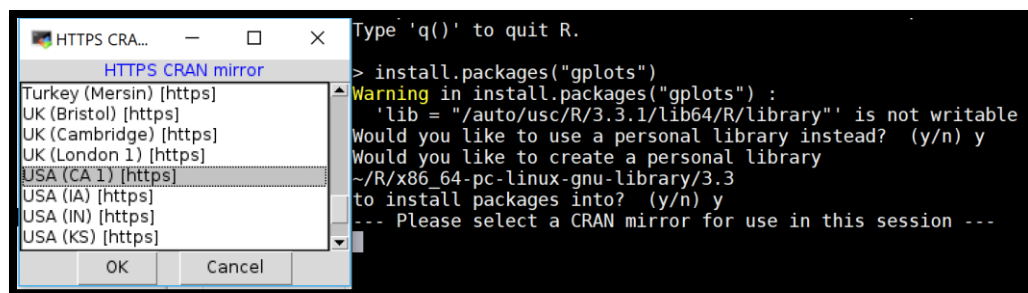 HTTPS CRA...
HTTPS CRAN mirror
Turkey (Mersin) [https]
UK (Bristol) [https]
UK (Cambridge) [https]
UK (London 1) [https]
USA (CA 1) [https]
USA (IA) [https]
USA (IN) [https]
USA (KS) [https]
OK Cancel
Type 'q()' to quit R.
> install.packages("gplots")
Warning in install.packages("gplots") :
'lib = "/auto/usc/R/3.3.1/lib64/R/library"' is not writable
Would you like to use a personal library instead? (y/n) y
Would you like to create a personal library
~/R/x86_64-pc-linux-gnu-library/3.3
to install packages into? (y/n) y
--- Please select a CRAN mirror for use in this session ---